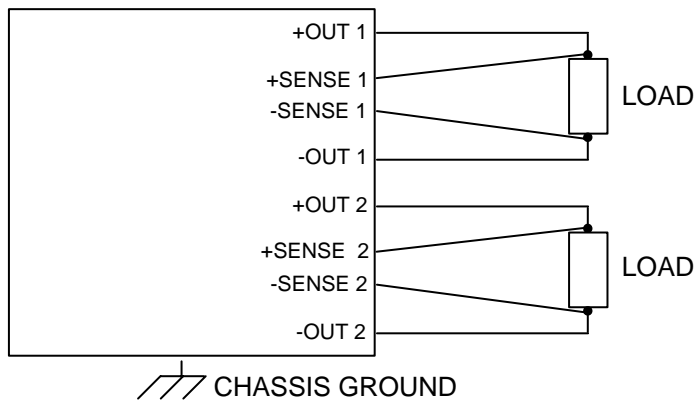 +OUT 1
+SENSE 1
-SENSE 1
LOAD
-OUT 1
+OUT 2
+SENSE 2
-SENSE 2
LOAD
-OUT 2
CHASSIS GROUND